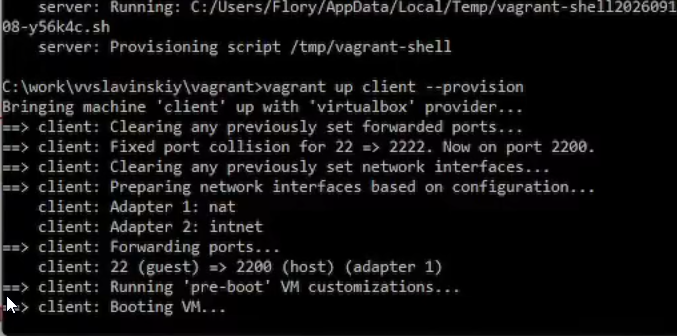 server: Running: C:/Users/Flory/AppData/Local/Temp/vagrant-shell2026091
08-y56k4c.sh
server: Provisioning script /tmp/vagrant-shell
C:\work\vvslavinskiy\vagrant>vagrant up client --provision
Bringing machine 'client' up with 'virtualbox' provider...
==> client: Clearing any previously set forwarded ports...
==> client: Fixed port collision for 22 => 2222. Now on port 2200.
==> client: Clearing any previously set network interfaces...
==> client: Preparing network interfaces based on configuration...
client: Adapter 1: nat
client: Adapter 2: intnet
==> client: Forwarding ports...
client: 22 (guest) => 2200 (host) (adapter 1)
==> client: Running 'pre-boot' VM customizations...
==> client: Booting VM...